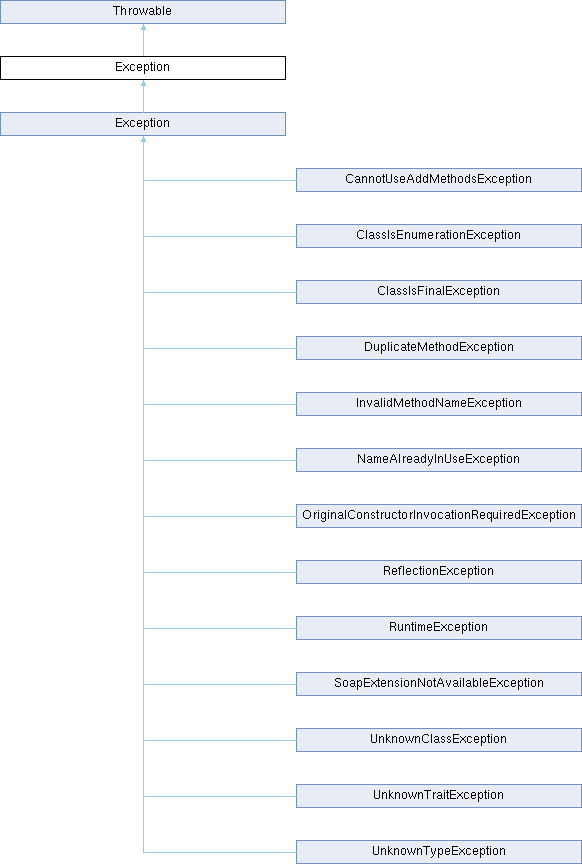 Throwable
Exception
Exception
CannotUseAddMethodsException
ClassIsEnumerationException
ClassIsFinalException
DuplicateMethodException
InvalidMethodNameException
NameAlreadyInUseException
OriginalConstructorInvocationRequiredException
ReflectionException
RuntimeException
SoapExtensionNotAvailableException
UnknownClassException
UnknownTraitException
UnknownTypeException